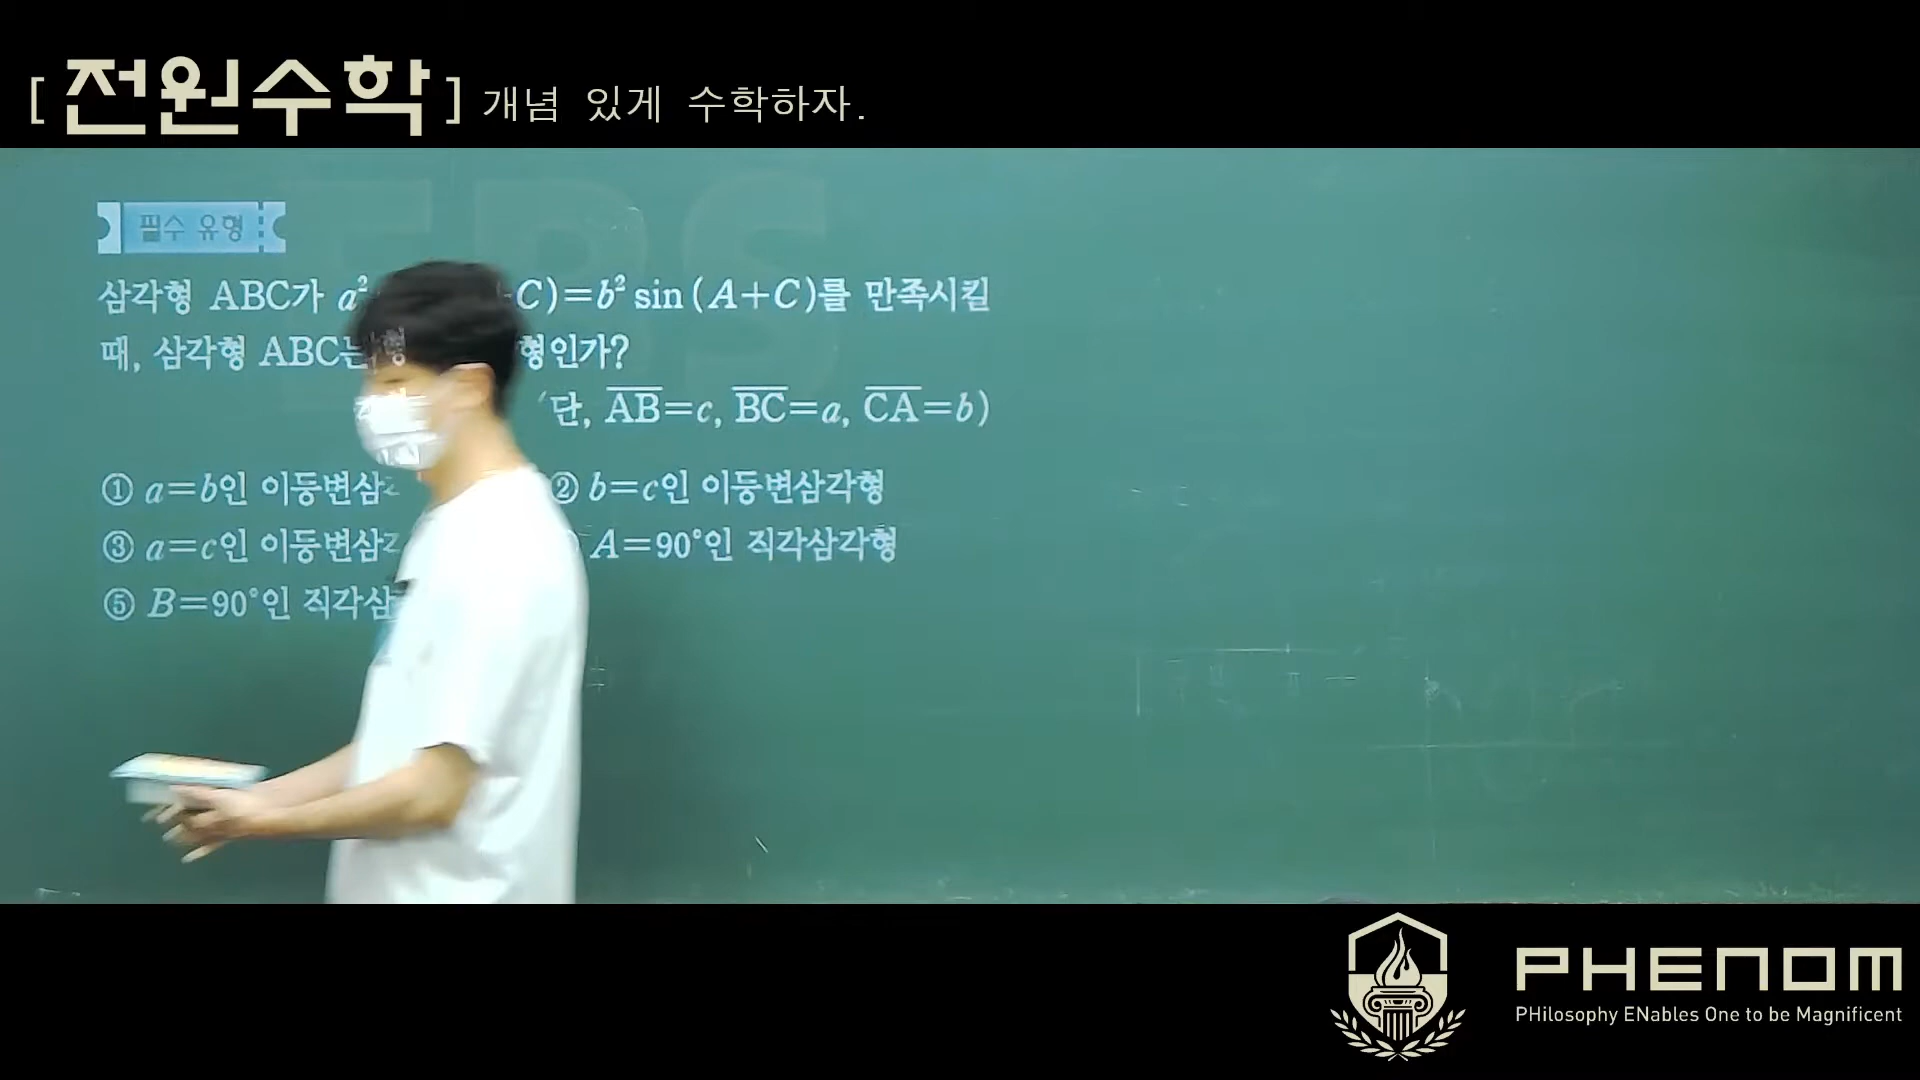 [전원수학] 개념 있게 수학하자.
EBS
필수 유형
삼각형 ABC가 a² C)=b² sin(A+C)를 만족시킬
때, 삼각형 ABC는 형인가?
단, AB=c, BC=a, CA=b)
① a=b인 이등변삼
② b=c인 이등변삼각형
③ a=c인 이등변삼
A=90°인 직각삼각형
⑤ B=90°인 직각삼
PHENOM
PHilosophy ENables One to be Magnificent